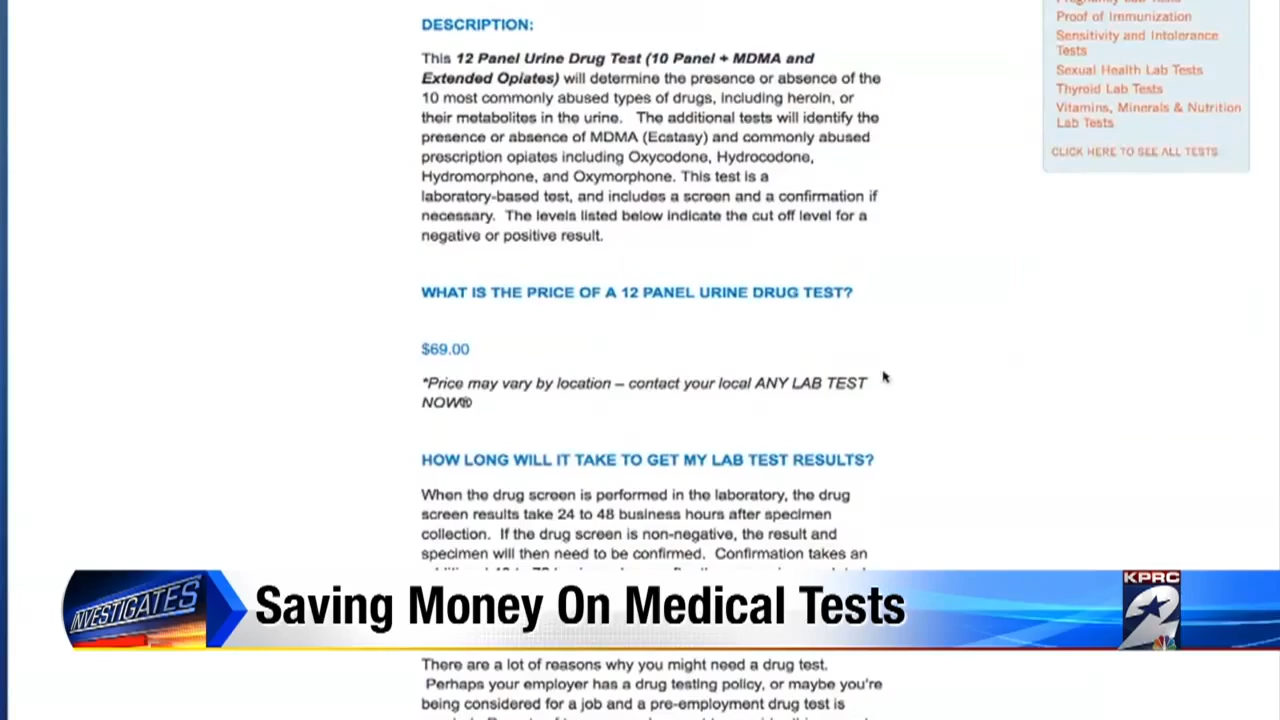 Pregnancy Lab Tests
Proof of Immunization
Sensitivity and Intolerance
Tests
Sexual Health Lab Tests
Thyroid Lab Tests
Vitamins, Minerals & Nutrition
Lab Tests
CLICK HERE TO SEE ALL TESTS
DESCRIPTION:
This 12 Panel Urine Drug Test (10 Panel + MDMA and
Extended Opiates) will determine the presence or absence of the
10 most commonly abused types of drugs, including heroin, or
their metabolites in the urine. The additional tests will identify the
presence or absence of MDMA (Ecstasy) and commonly abused
prescription opiates including Oxycodone, Hydrocodone,
Hydromorphone, and Oxymorphone. This test is a
laboratory-based test, and includes a screen and a confirmation if
necessary. The levels listed below indicate the cut off level for a
negative or positive result.
WHAT IS THE PRICE OF A 12 PANEL URINE DRUG TEST?
$69.00
*Price may vary by location – contact your local ANY LAB TEST
NOW®
HOW LONG WILL IT TAKE TO GET MY LAB TEST RESULTS?
When the drug screen is performed in the laboratory, the drug
screen results take 24 to 48 business hours after specimen
collection. If the drug screen is non-negative, the result and
specimen will then need to be confirmed. Confirmation takes an
INVESTIGATES
Saving Money On Medical Tests
KPRC
2
There are a lot of reasons why you might need a drug test.
Perhaps your employer has a drug testing policy, or maybe you're
being considered for a job and a pre-employment drug test is